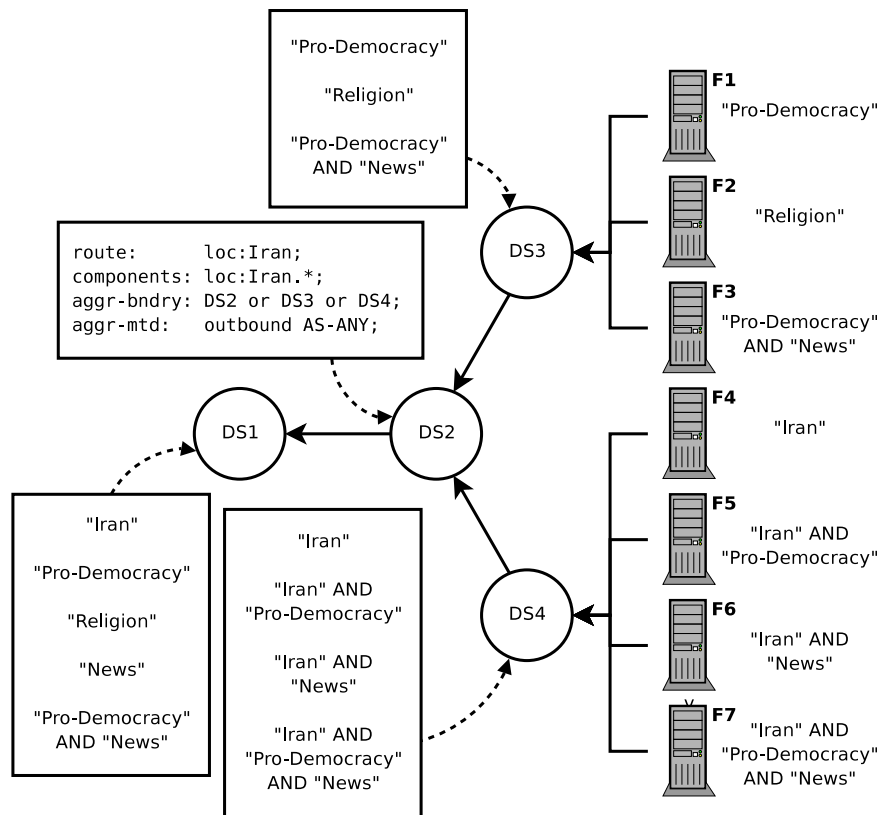 "Pro-Democracy"
"Religion"
"Pro-Democracy"
AND "News"
route: loc:Iran;
components: loc:Iran.*;
aggr-bndry: DS2 or DS3 or DS4;
aggr-mtd: outbound AS-ANY;
DS3
DS1
DS2
DS4
"Iran"
"Pro-Democracy"
"Religion"
"News"
"Pro-Democracy"
AND "News"
"Iran"
"Iran" AND
"Pro-Democracy"
"Iran" AND
"News"
"Iran" AND
"Pro-Democracy"
AND "News"
F1
"Pro-Democracy"
F2
"Religion"
F3
"Pro-Democracy"
AND "News"
F4
"Iran"
F5
"Iran" AND
"Pro-Democracy"
F6
"Iran" AND
"News"
F7
"Iran" AND
"Pro-Democracy"
AND "News"